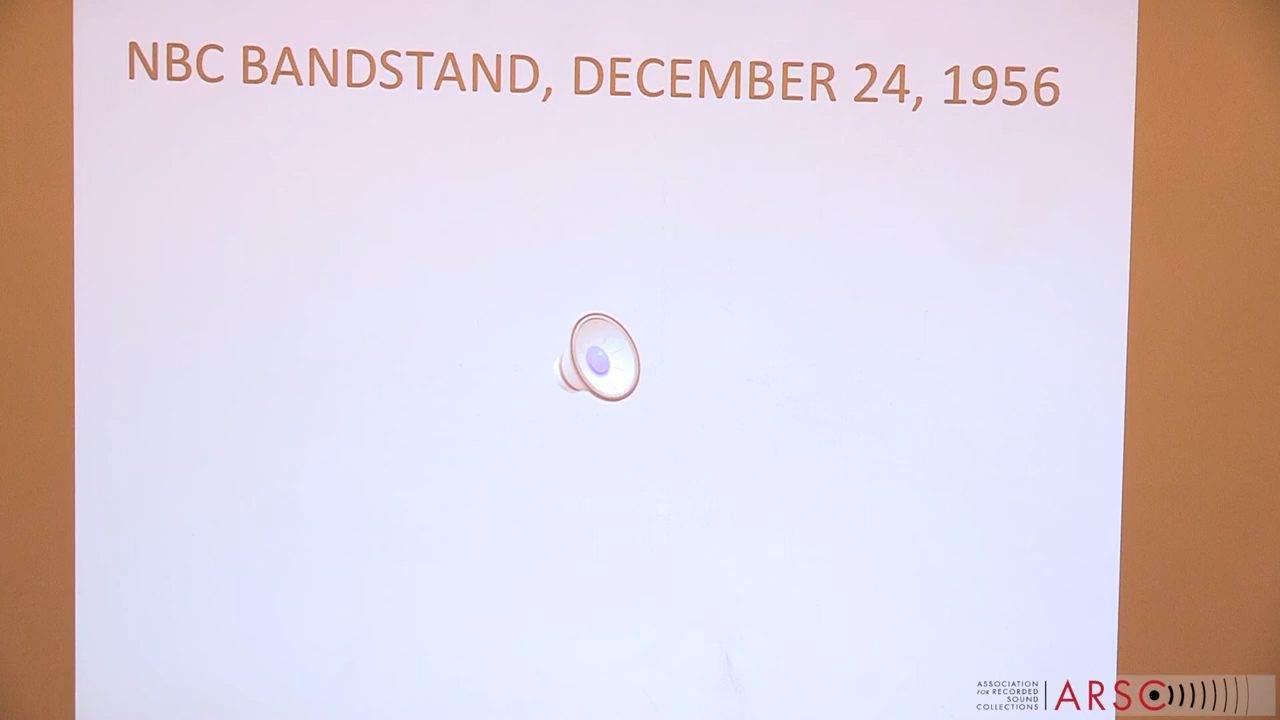 NBC BANDSTAND, DECEMBER 24, 1956
ASSOCIATION
FOR RECORDED
SOUND
COLLECTIONS
ARSC